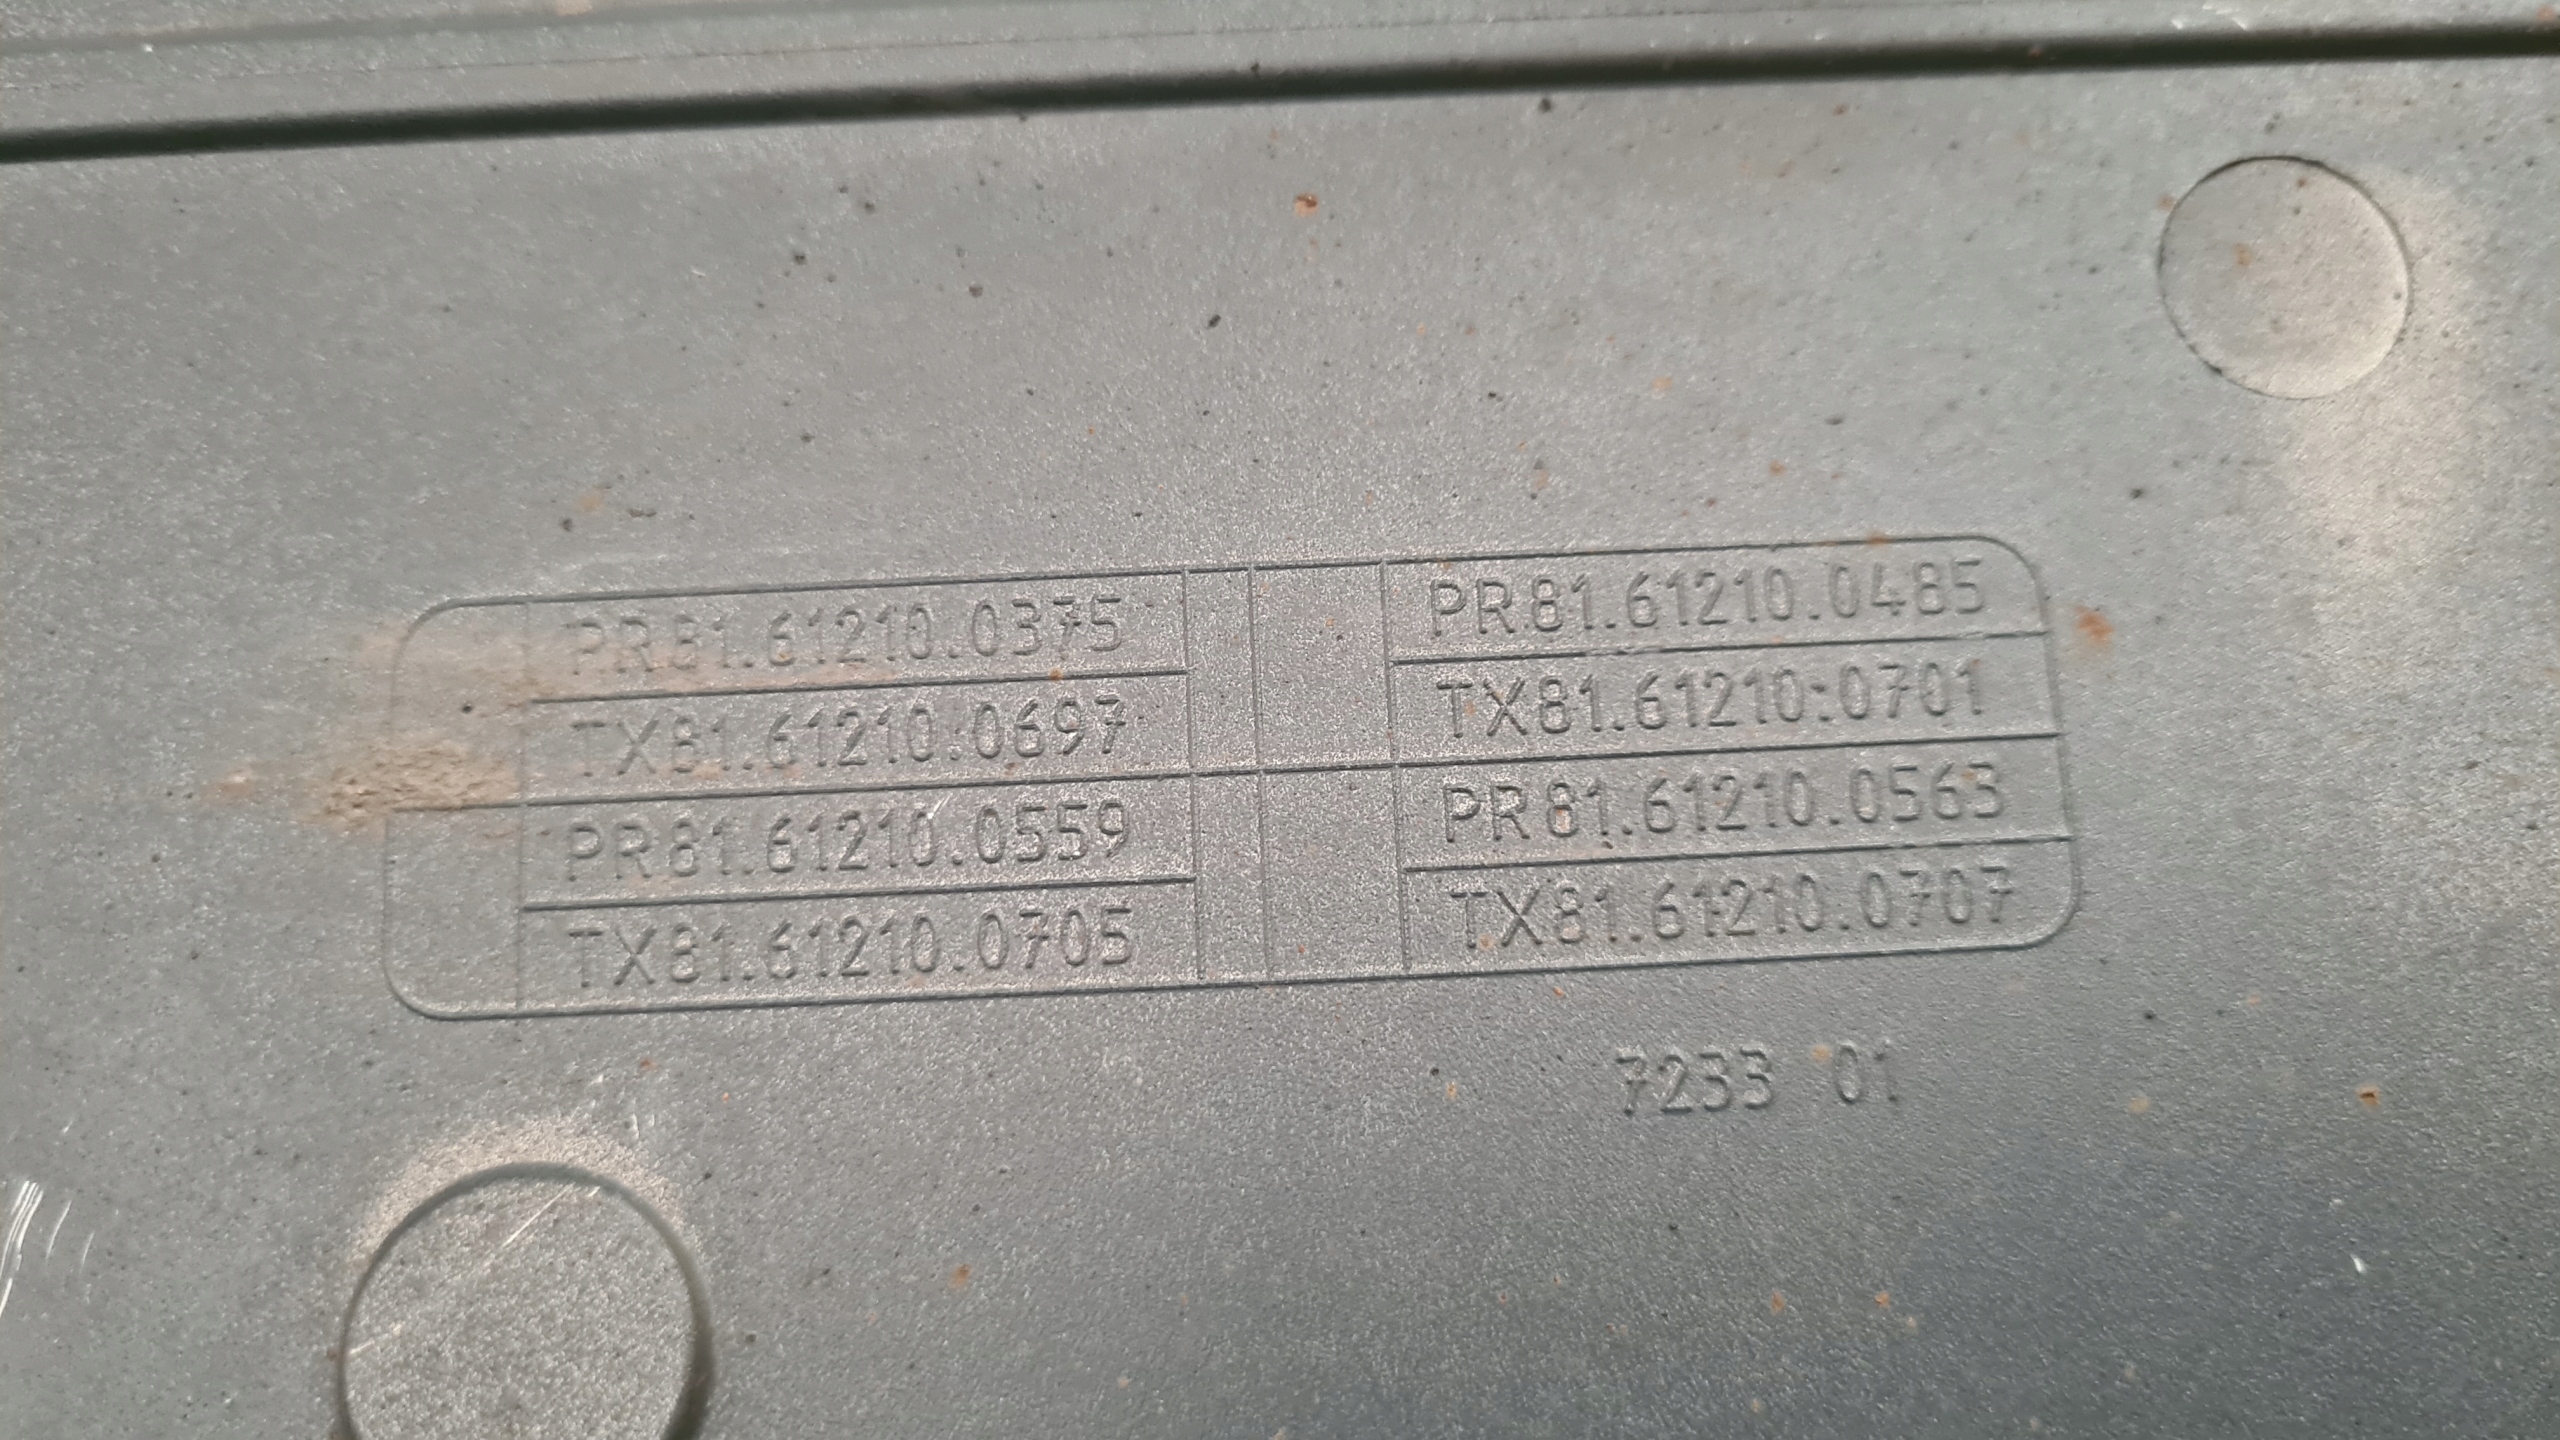 PR81.61210.0375
TX81.61210.0697
PR81.61210.0559
TX81.61210.0705
PR81.61210.0485
TX81.61210.0701
PR81.61210.0563
TX81.61210.0707
7233 01